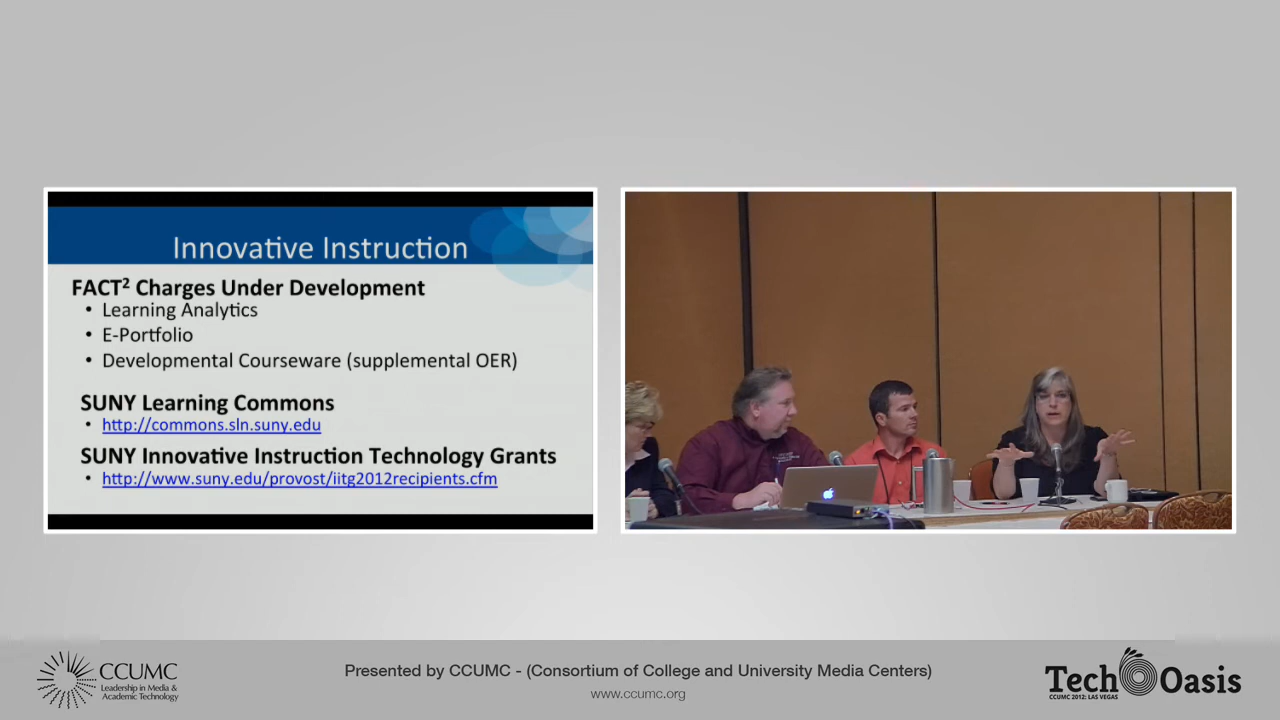 Innovative Instruction
FACT² Charges Under Development
• Learning Analytics
• E-Portfolio
• Developmental Courseware (supplemental OER)
SUNY Learning Commons
• http://commons.sln.suny.edu
SUNY Innovative Instruction Technology Grants
• http://www.suny.edu/provost/iitg2012recipients.cfm
CCUMC
Leadership in Media &
Academic Technology
Presented by CCUMC - (Consortium of College and University Media Centers)
www.ccumc.org
Tech Oasis
CCUMC 2012: LAS VEGAS